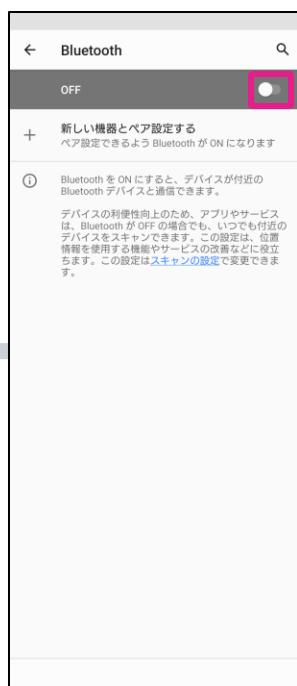 Bluetooth
OFF
新しい機器とペア設定する
ペア設定できるよう Bluetooth が ON になります
Bluetooth を ON にすると、デバイスが付近の
Bluetooth デバイスと通信できます。
デバイスの利便性向上のため、アプリやサービス
は、Bluetooth が OFF の場合でも、いつでも付近の
デバイスをスキャンできます。この設定は、位置
情報を使用する機能やサービスの改善などに役立
ちます。この設定はスキャンの設定で変更できま
す。